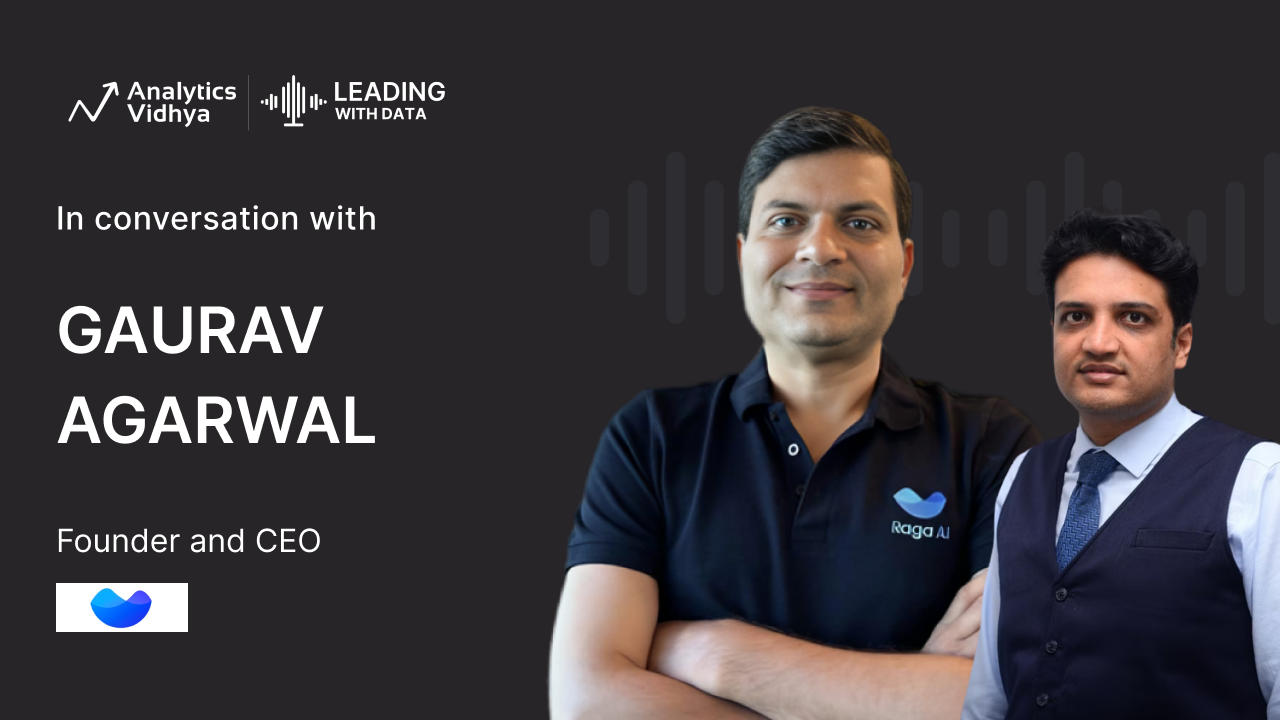 Analytics
Vidhya
LEADING
WITH DATA
In conversation with
GAURAV
AGARWAL
Founder and CEO
Raga AI